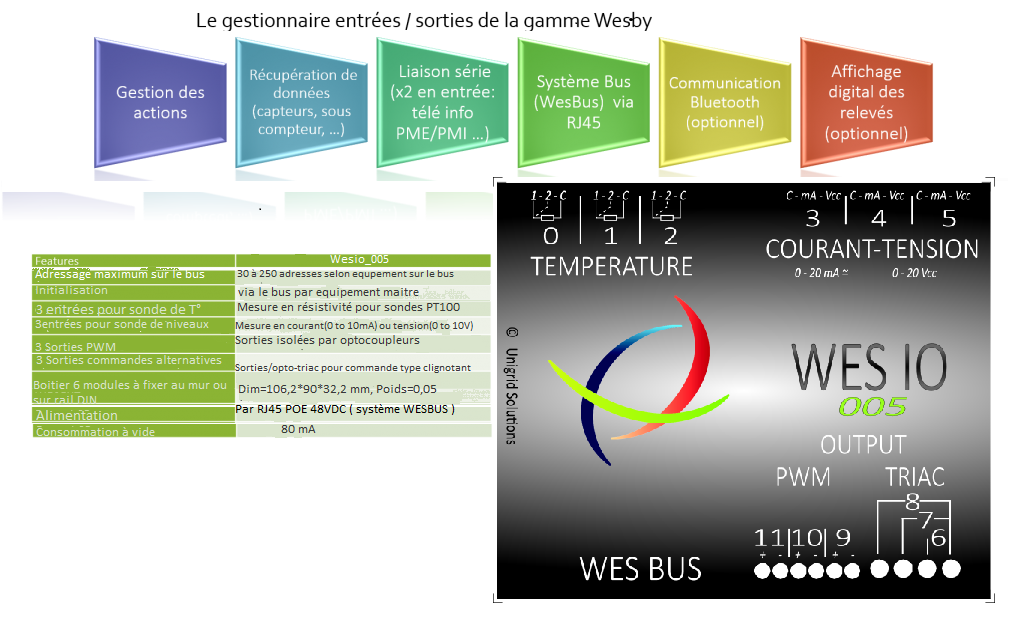 Le gestionnaire entrées / sorties de la gamme Wesby
Gestion des
actions
Récupération de
données
(capteurs, sous
compteur, ...)
Liaison série
(x2 en entrée:
télé info
PME/PMI ...)
Système Bus
(WesBus) via
RJ45
Communication
Bluetooth
(optionnel)
Affichage
digital des
relevés
(optionnel)
Features Wesio_005
Adressage maximum sur le bus 30 à 250 adresses selon equpement sur le bus
Initialisation via le bus par equipement maitre
3 entrées pour sonde de T° Mesure en résistivité pour sondes PT100
3entrées pour sonde de niveaux Mesure en courant(0 to 10mA) ou tension(0 to 10V)
3 Sorties PWM Sorties isolées par optocoupleurs
3 Sorties commandes alternatives Sorties/opto-triac pour commande type clignotant
Boitier 6 modules à fixer au mur ou
sur rail DIN
Dim=106,2*90*32,2 mm, Poids=0,05
Alimentation Par RJ45 POE 48VDC ( système WESBUS )
Consommation à vide 80 mA
1 - 2 - C 1 - 2 - C 1 - 2 - C
0 1 2
TEMPERATURE
C - mA - Vcc C - mA - Vcc C - mA - Vcc
3 4 5
COURANT-TENSION
0 - 20 mA ≃ 0 - 20 Vcc
© Unigrid Solutions
WES IO
005
OUTPUT
PWM TRIAC
8
7
6
11 10 9
+ - + - + -
WES BUS